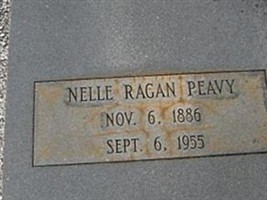 NELLE RAGAN PEAVY
NOV. 6, 1886
SEPT. 6, 1955